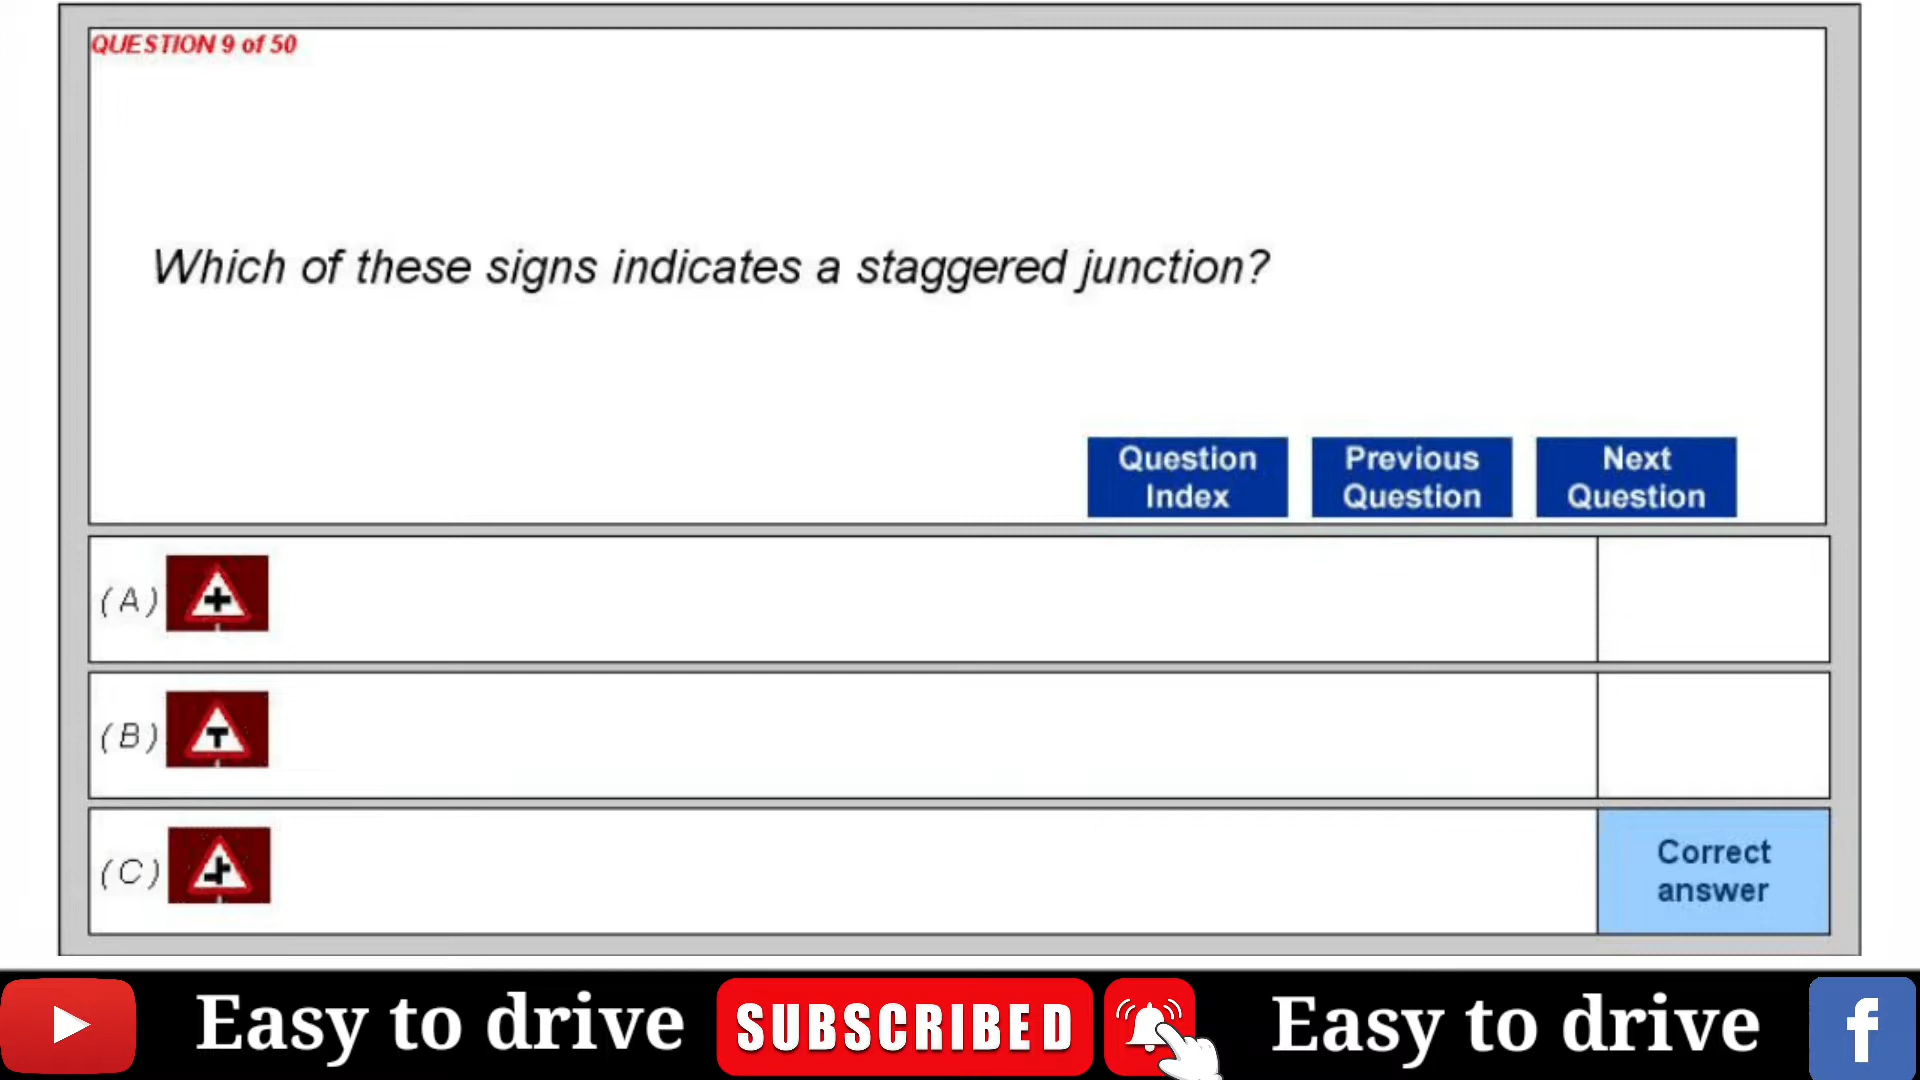 QUESTION 9 of 50
Which of these signs indicates a staggered junction?
Question
Index
Previous
Question
Next
Question
(A)
(B)
(C)
Correct
answer
Easy to drive
SUBSCRIBED
Easy to drive
f